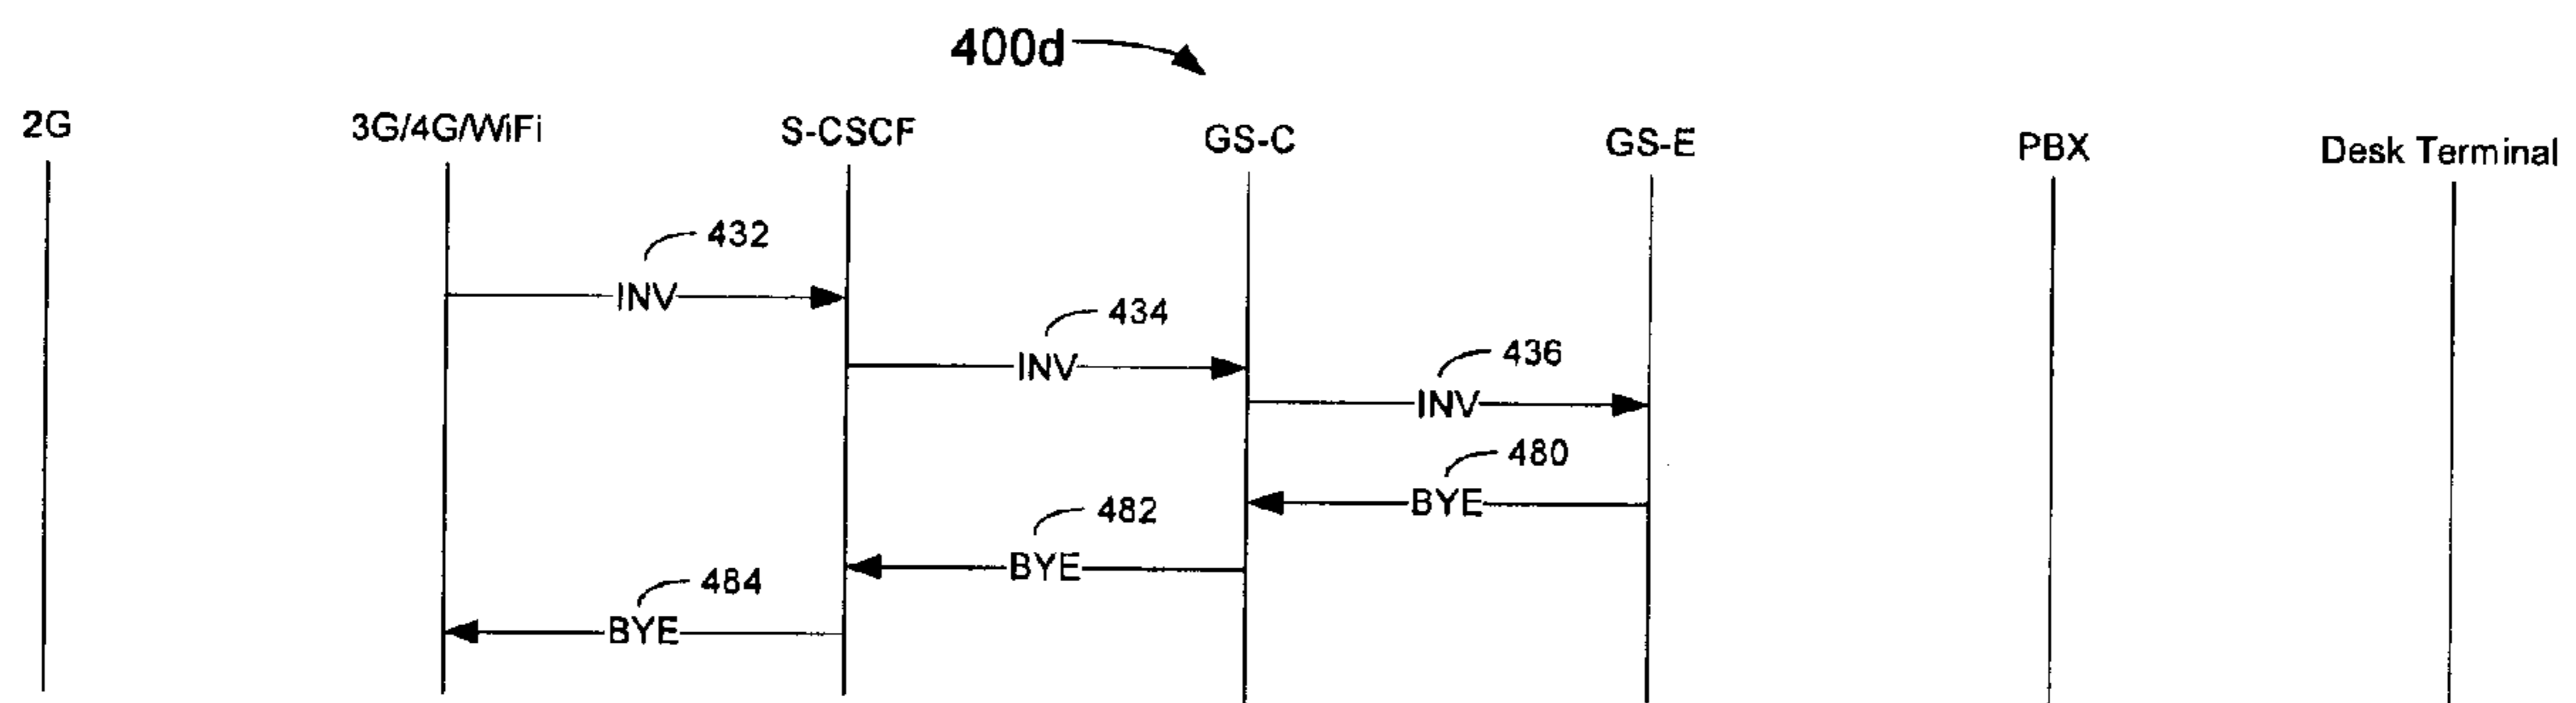 400d
2G
3G/4G/WiFi
S-CSCF
GS-C
GS-E
PBX
Desk Terminal
432
INV
434
INV
436
INV
480
BYE
482
BYE
484
BYE